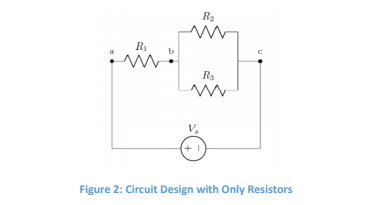 R₂
a R₁ b c
R₃
Vₛ
+ −
Figure 2: Circuit Design with Only Resistors